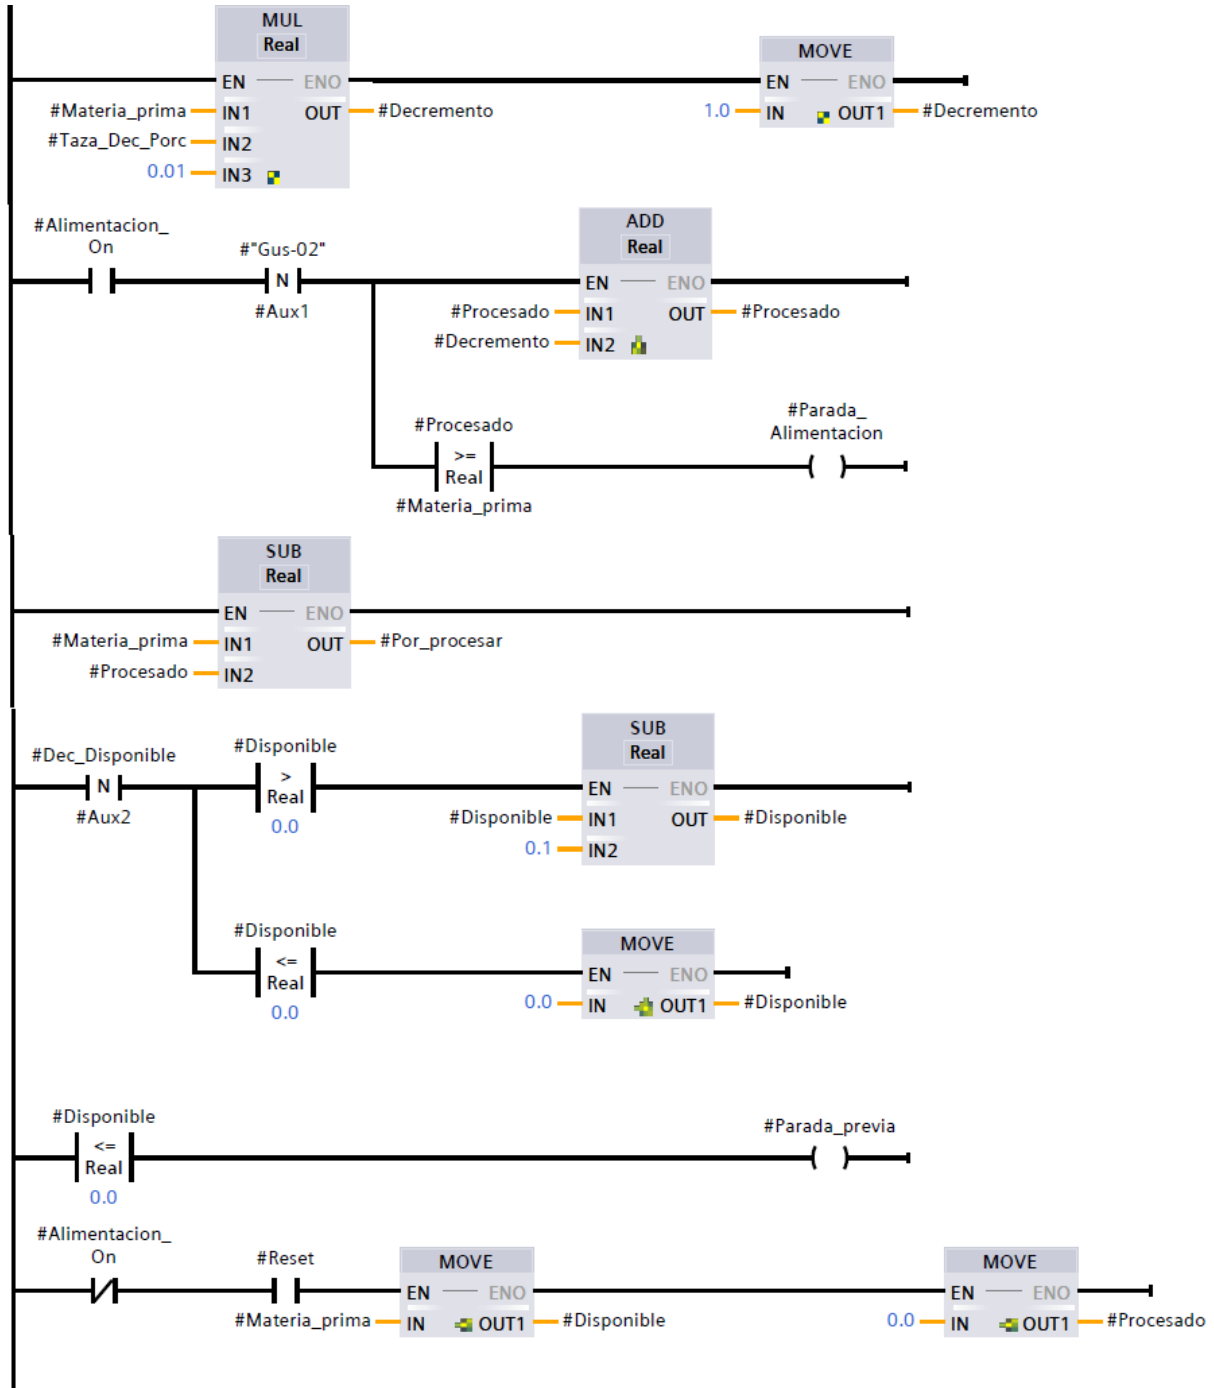 MUL
Real
MOVE
EN ENO
EN ENO
#Materia_prima IN1 OUT #Decremento
1.0 IN OUT1 #Decremento
#Taza_Dec_Porc IN2
0.01 IN3
#Alimentacion_
On
#"Gus-02"
N
#Aux1
ADD
Real
EN ENO
#Procesado IN1 OUT #Procesado
#Decremento IN2
#Procesado
>=
Real
#Materia_prima
#Parada_
Alimentacion
SUB
Real
EN ENO
#Materia_prima IN1 OUT #Por_procesar
#Procesado IN2
#Dec_Disponible
N
#Aux2
#Disponible
>
Real
0.0
SUB
Real
EN ENO
#Disponible IN1 OUT #Disponible
0.1 IN2
#Disponible
<=
Real
0.0
MOVE
EN ENO
0.0 IN OUT1 #Disponible
#Disponible
<=
Real
0.0
#Parada_previa
#Alimentacion_
On
#Reset
MOVE
EN ENO
#Materia_prima IN OUT1 #Disponible
MOVE
EN ENO
0.0 IN OUT1 #Procesado